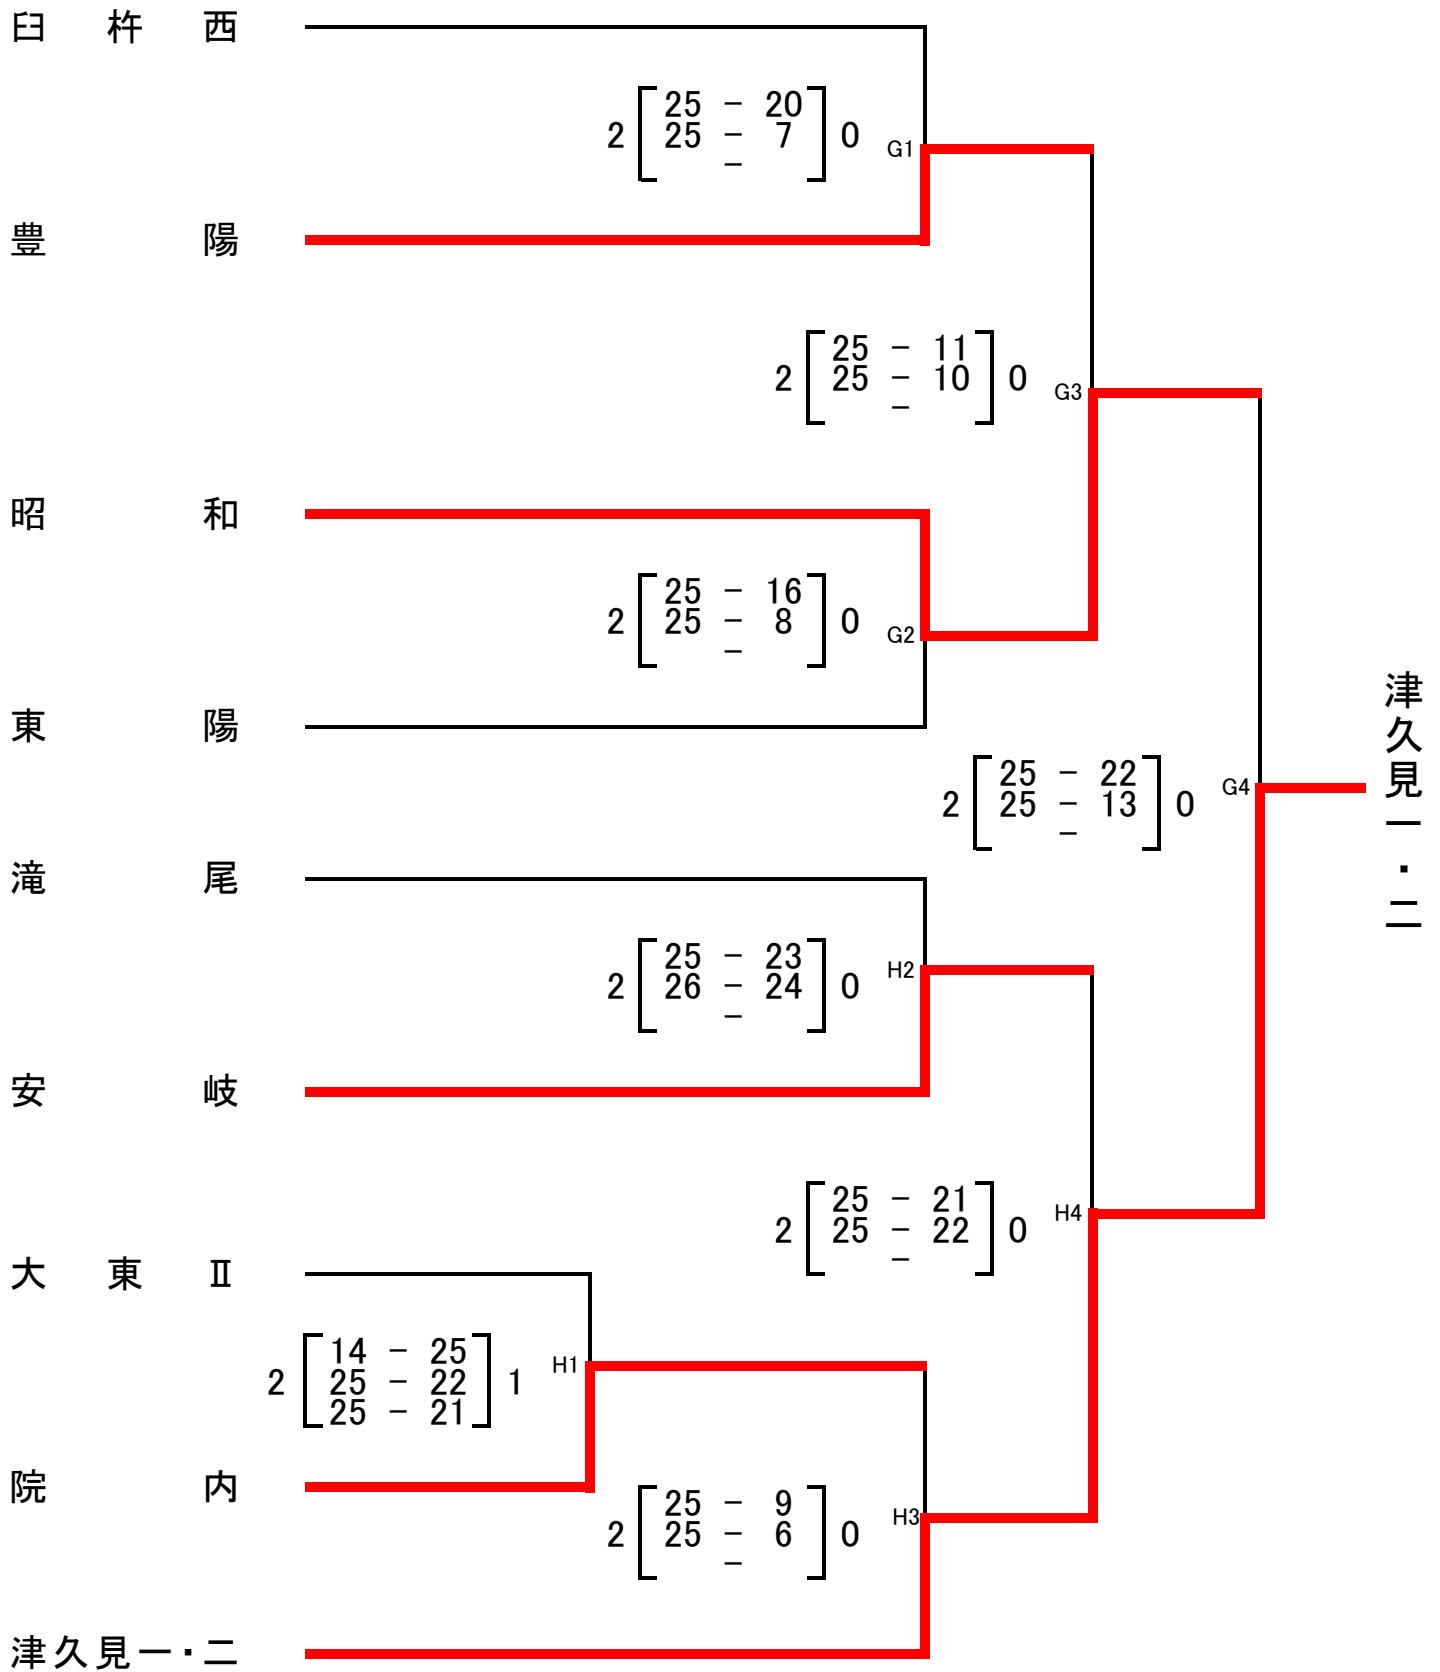 臼杵西
25 - 20
2 25 - 7 0 G1
-
豊陽
25 - 11
2 25 - 10 0 G3
-
昭和
25 - 16
2 25 - 8 0 G2
-
東陽
25 - 22
2 25 - 13 0 G4
-
津久見一・二
滝尾
25 - 23
2 26 - 24 0 H2
-
安岐
25 - 21
2 25 - 22 0 H4
-
大東Ⅱ
14 - 25
2 25 - 22 1 H1
25 - 21
院内
25 - 9
2 25 - 6 0 H3
-
津久見一・二